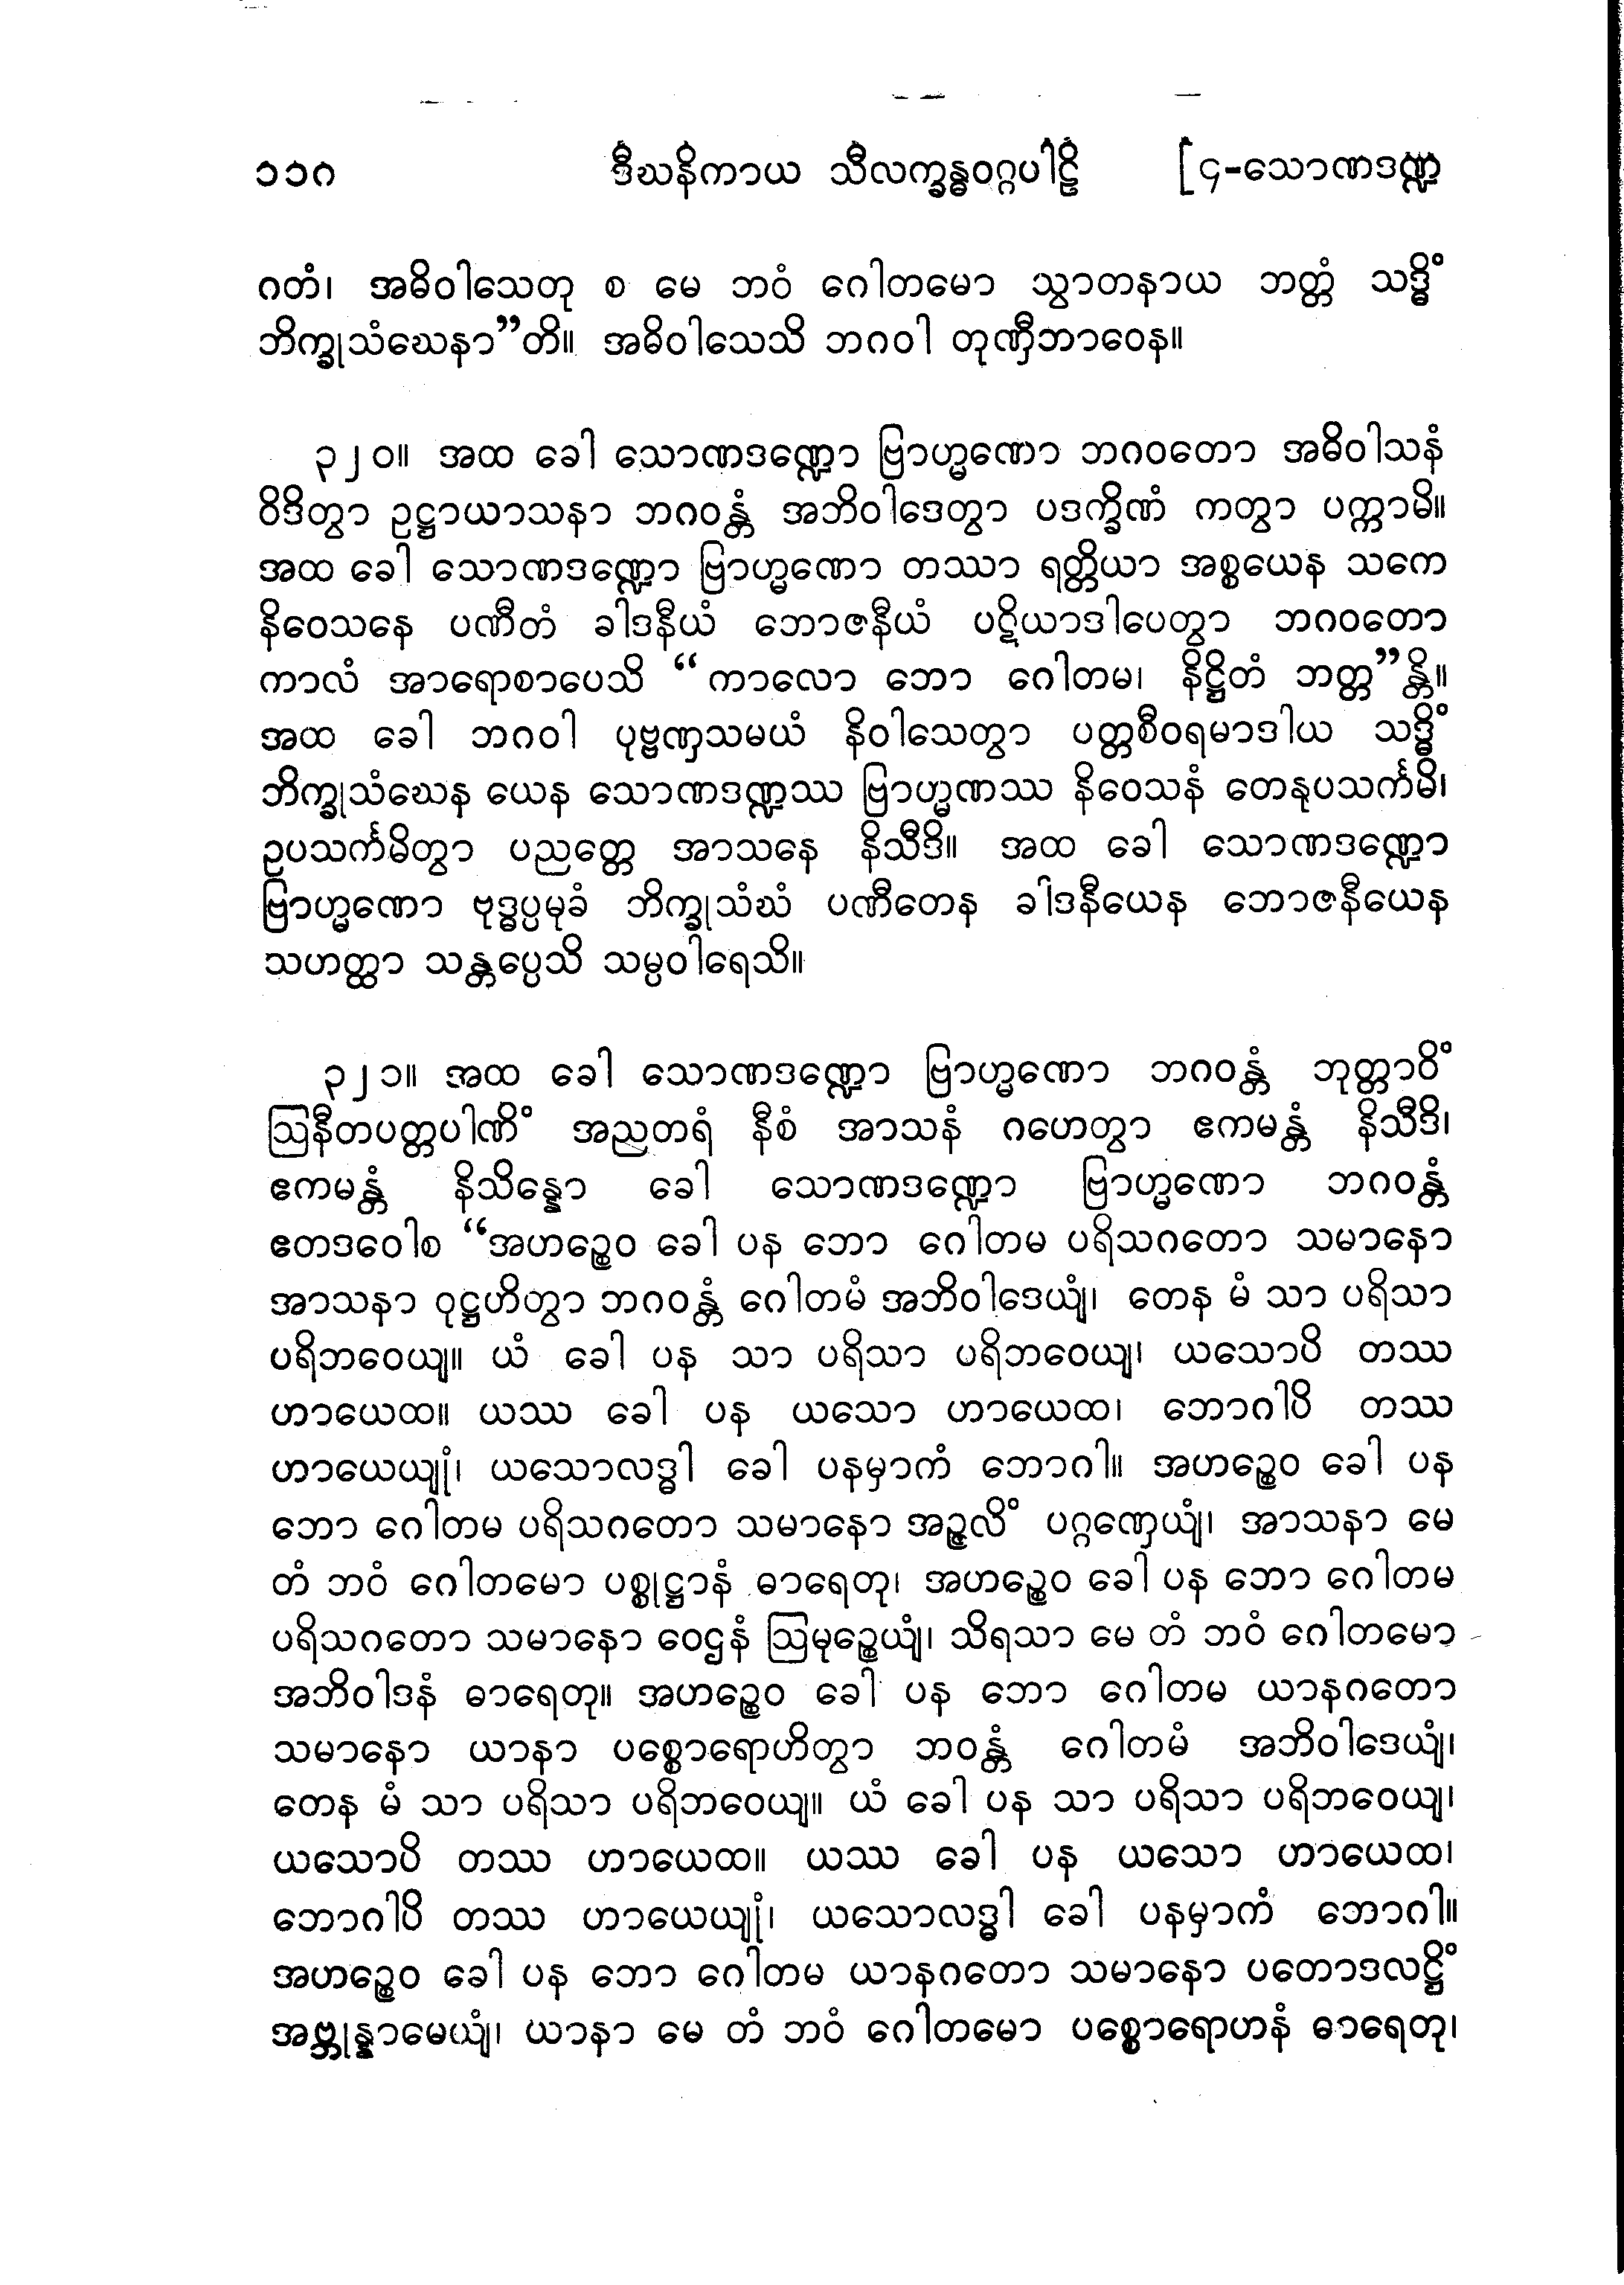 ၁၁၈ ဒီဃနိကာယ သီလက္ခန္ဓဝဂ္ဂပါဠိ [၄-သောဏဒဏ္ဍ
ဂတံ၊ အဓိဝါသေတု စ မေ ဘဝံ ဂေါတမော သွာတနာယ ဘတ္တံ သဒ္ဓိံ
ဘိက္ခုသံဃေနာ”တိ။ အဓိဝါသေသိ ဘဂဝါ တုဏှီဘာဝေန။
၃၂၀။ အထ ခေါ သောဏဒဏ္ဍော ဗြာဟ္မဏော ဘဂဝတော အဓိဝါသနံ
ဝိဒိတွာ ဥဋ္ဌာယာသနာ ဘဂဝန္တံ အဘိဝါဒေတွာ ပဒက္ခိဏံ ကတွာ ပက္ကာမိ။
အထ ခေါ သောဏဒဏ္ဍော ဗြာဟ္မဏော တဿာ ရတ္တိယာ အစ္စယေန သကေ
နိဝေသနေ ပဏီတံ ခါဒနီယံ ဘောဇနီယံ ပဋိယာဒါပေတွာ ဘဂဝတော
ကာလံ အာရောစာပေသိ “ကာလော ဘော ဂေါတမ၊ နိဋ္ဌိတံ ဘတ္တ”န္တိ။
အထ ခေါ ဘဂဝါ ပုဗ္ဗဏှသမယံ နိဝါသေတွာ ပတ္တစီဝရမာဒါယ သဒ္ဓိံ
ဘိက္ခုသံဃေန ယေန သောဏဒဏ္ဍဿ ဗြာဟ္မဏဿ နိဝေသနံ တေနုပသင်္ကမိ၊
ဥပသင်္ကမိတွာ ပညတ္တေ အာသနေ နိသီဒိ။ အထ ခေါ သောဏဒဏ္ဍော
ဗြာဟ္မဏော ဗုဒ္ဓပ္ပမုခံ ဘိက္ခုသံဃံ ပဏီတေန ခါဒနီယေန ဘောဇနီယေန
သဟတ္ထာ သန္တပ္ပေသိ သမ္ပဝါရေသိ။
၃၂၁။ အထ ခေါ သောဏဒဏ္ဍော ဗြာဟ္မဏော ဘဂဝန္တံ ဘုတ္တာဝိံ
ဩနီတပတ္တပါဏိံ အညတရံ နီစံ အာသနံ ဂဟေတွာ ဧကမန္တံ နိသီဒိ၊
ဧကမန္တံ နိသိန္နော ခေါ သောဏဒဏ္ဍော ဗြာဟ္မဏော ဘဂဝန္တံ
ဧတဒဝေါစ “အဟဉ္စေဝ ခေါ ပန ဘော ဂေါတမ ပရိသဂတော သမာနော
အာသနာ ဝုဋ္ဌဟိတွာ ဘဂဝန္တံ ဂေါတမံ အဘိဝါဒေယျံ၊ တေန မံ သာ ပရိသာ
ပရိဘဝေယျ။ ယံ ခေါ ပန သာ ပရိသာ ပရိဘဝေယျ၊ ယသောပိ တဿ
ဟာယေထ။ ယဿ ခေါ ပန ယသော ဟာယေထ၊ ဘောဂါပိ တဿ
ဟာယေယျုံ၊ ယသောလဒ္ဓါ ခေါ ပနမှာကံ ဘောဂါ။ အဟဉ္စေဝ ခေါ ပန
ဘော ဂေါတမ ပရိသဂတော သမာနော အဉ္ဇလိံ ပဂ္ဂဏှေယျံ၊ အာသနာ မေ
တံ ဘဝံ ဂေါတမော ပစ္စုဋ္ဌာနံ ဓာရေတု၊ အဟဉ္စေဝ ခေါ ပန ဘော ဂေါတမ
ပရိသဂတော သမာနော ဝေဌနံ ဩမုဉ္စေယျံ၊ သိရသာ မေ တံ ဘဝံ ဂေါတမော
အဘိဝါဒနံ ဓာရေတု။ အဟဉ္စေဝ ခေါ ပန ဘော ဂေါတမ ယာနဂတော
သမာနော ယာနာ ပစ္စောရောဟိတွာ ဘဝန္တံ ဂေါတမံ အဘိဝါဒေယျံ၊
တေန မံ သာ ပရိသာ ပရိဘဝေယျ။ ယံ ခေါ ပန သာ ပရိသာ ပရိဘဝေယျ၊
ယသောပိ တဿ ဟာယေထ။ ယဿ ခေါ ပန ယသော ဟာယေထ၊
ဘောဂါပိ တဿ ဟာယေယျုံ၊ ယသောလဒ္ဓါ ခေါ ပနမှာကံ ဘောဂါ။
အဟဉ္စေဝ ခေါ ပန ဘော ဂေါတမ ယာနဂတော သမာနော ပတောဒလဋ္ဌိံ
အဗ္ဘုန္နာမေယျံ၊ ယာနာ မေ တံ ဘဝံ ဂေါတမော ပစ္စောရောဟနံ ဓာရေတု၊